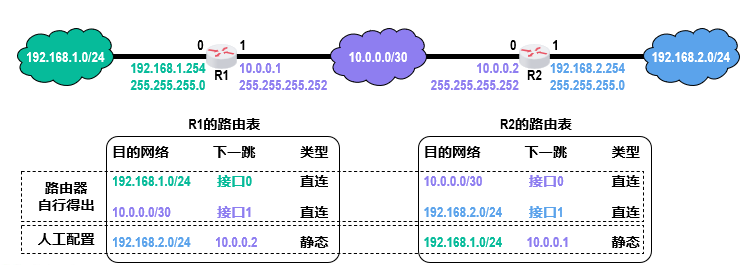 0 1 0 1
192.168.1.0/24 10.0.0.0/30 192.168.2.0/24
192.168.1.254 R1 10.0.0.1 10.0.0.2 R2 192.168.2.254
255.255.255.0 255.255.255.252 255.255.255.252 255.255.255.0
R1的路由表 R2的路由表
目的网络 下一跳 类型 目的网络 下一跳 类型
路由器
自行得出
192.168.1.0/24 接口0 直连 10.0.0.0/30 接口0 直连
10.0.0.0/30 接口1 直连 192.168.2.0/24 接口1 直连
人工配置 192.168.2.0/24 10.0.0.2 静态 192.168.1.0/24 10.0.0.1 静态